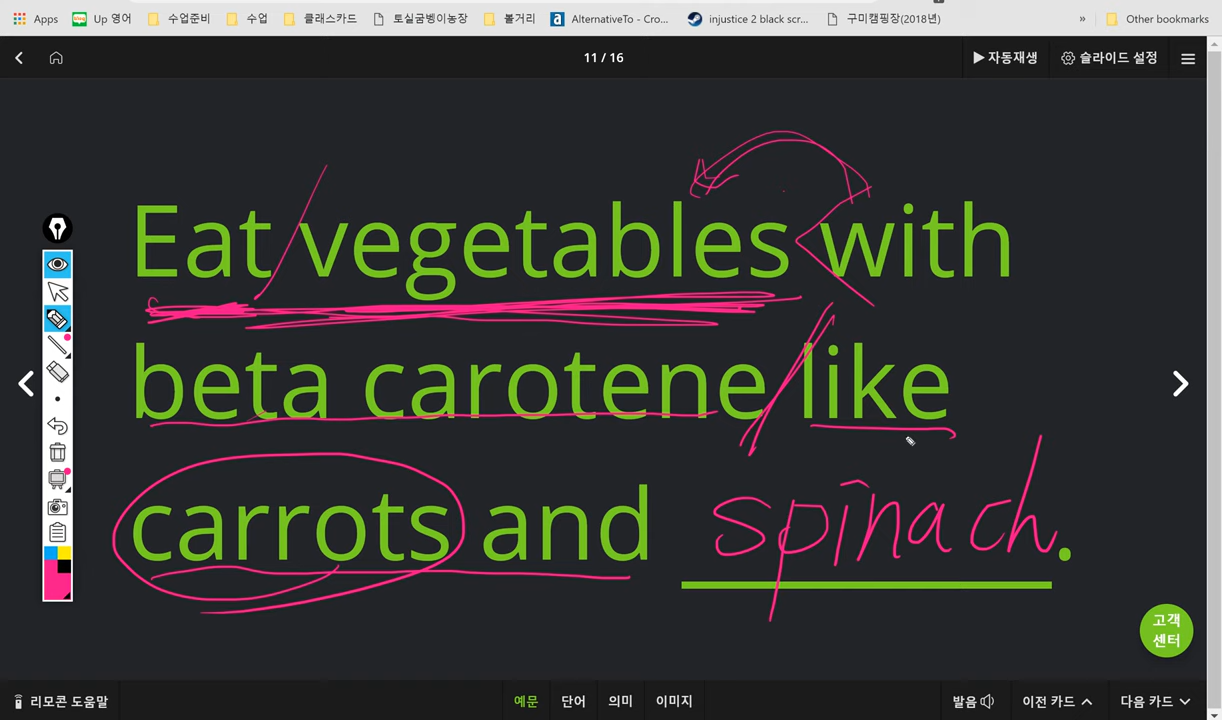 Apps Up 영어 수업준비 수업 클래스카드 토실굼벵이농장 볼거리 AlternativeTo - Cro... injustice 2 black scr... 구미캠핑장(2018년) » Other bookmarks
11 / 16 자동재생 슬라이드 설정
Eat vegetables with
beta carotene like
carrots and spinach.
고객
센터
리모콘 도움말 예문 단어 의미 이미지 발음 이전 카드 다음 카드